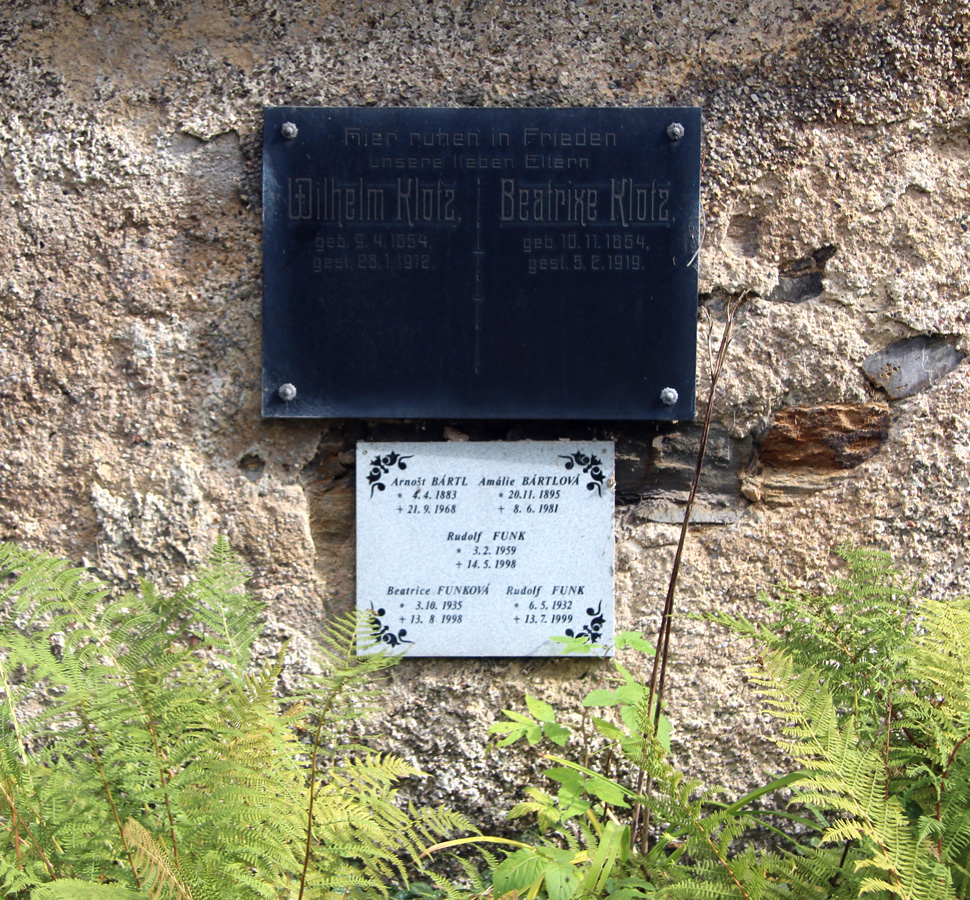 Hier ruhen in Frieden
unsere lieben Eltern
Wilhelm Klotz,
geb. 9.4.1854,
gest. 28.1.1912.
Beatrixe Klotz,
geb. 10.11.1854,
gest. 5.2.1919.
Arnošt BÁRTL
* 4.4.1883
+ 21.9.1968
Amálie BÁRTLOVÁ
* 20.11.1895
+ 8.6.1981
Rudolf FUNK
* 3.2.1959
+ 14.5.1998
Beatrice FUNKOVÁ
* 3.10.1935
+ 13.8.1998
Rudolf FUNK
* 6.5.1932
+ 13.7.1999